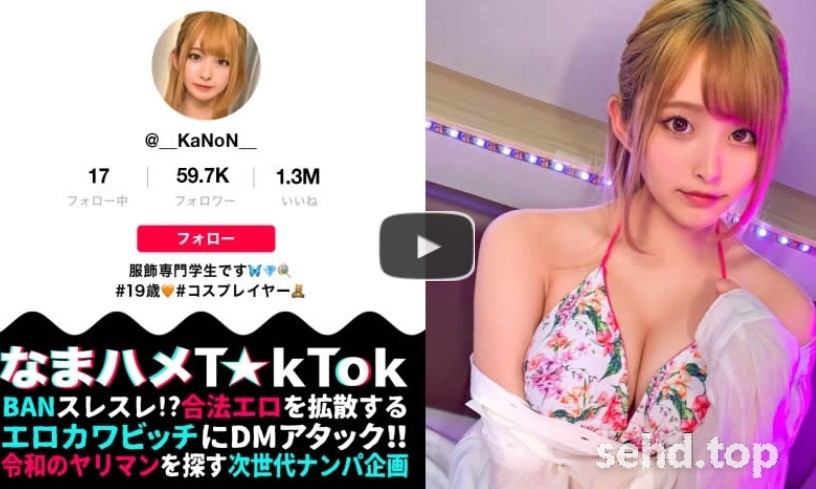 @__KaNoN__
17
59.7K
1.3M
フォロー中
フォロワー
いいね
フォロー
服飾専門学生です🦋💎🍭
#19歳🧡#コスプレイヤー🧸
なまハメT★kTok
BANスレスレ!?合法エロを拡散する
エロカワビッチにDMアタック!!
令和のヤリマンを探す次世代ナンパ企画
sehd.top